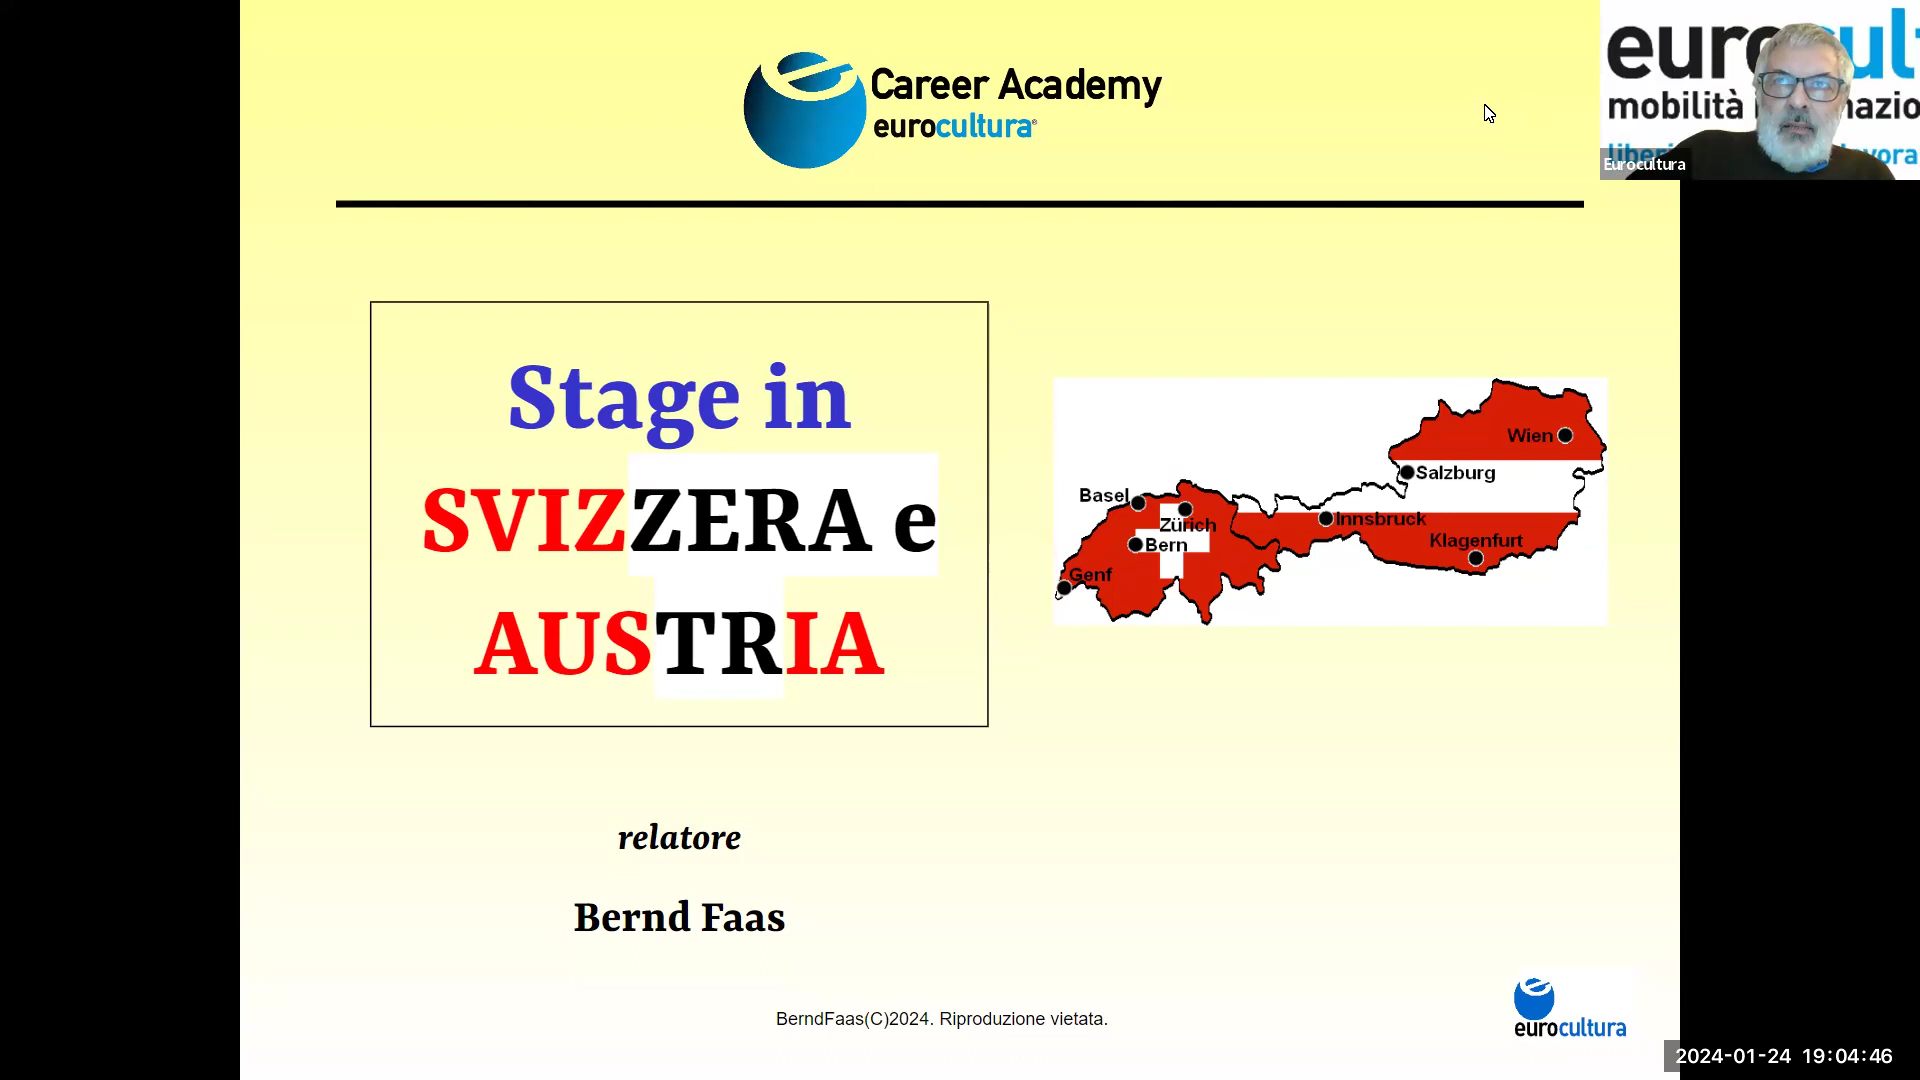 Career Academy
eurocultura®
Eurocultura
Stage in
SVIZZERA e
AUSTRIA
Wien
Salzburg
Basel
Zürich
Innsbruck
Bern
Klagenfurt
Genf
relatore
Bernd Faas
BerndFaas(C)2024. Riproduzione vietata.
eurocultura
2024-01-24 19:04:46